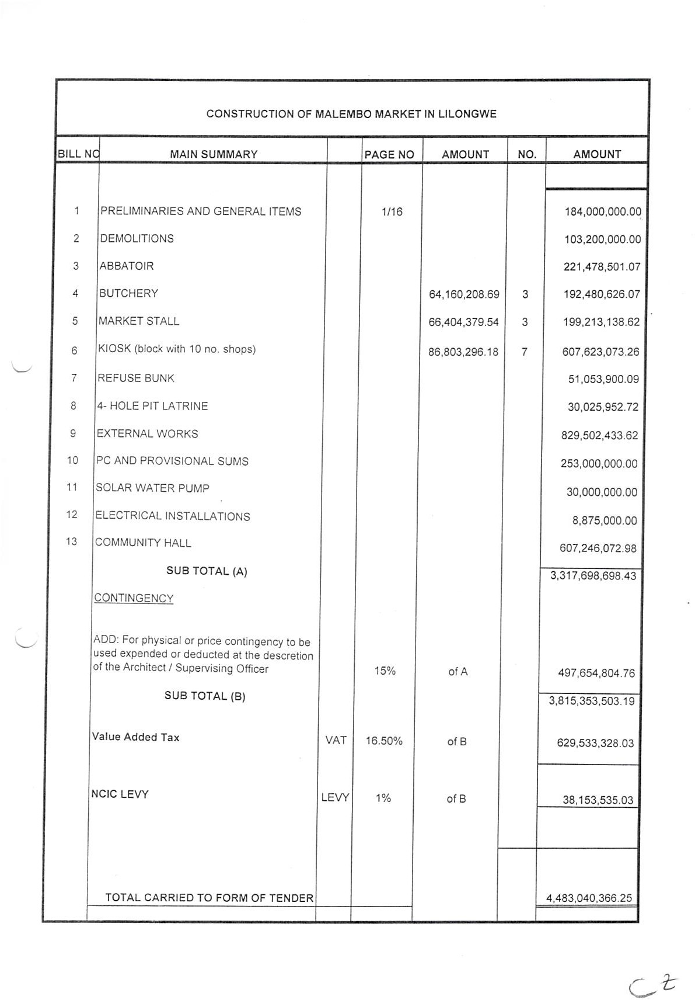 CONSTRUCTION OF MALEMBO MARKET IN LILONGWE
BILL NO MAIN SUMMARY PAGE NO AMOUNT NO. AMOUNT
1 PRELIMINARIES AND GENERAL ITEMS 1/16 184,000,000.00
2 DEMOLITIONS 103,200,000.00
3 ABBATOIR 221,478,501.07
4 BUTCHERY 64,160,208.69 3 192,480,626.07
5 MARKET STALL 66,404,379.54 3 199,213,138.62
6 KIOSK (block with 10 no. shops) 86,803,296.18 7 607,623,073.26
7 REFUSE BUNK 51,053,900.09
8 4- HOLE PIT LATRINE 30,025,952.72
9 EXTERNAL WORKS 829,502,433.62
10 PC AND PROVISIONAL SUMS 253,000,000.00
11 SOLAR WATER PUMP 30,000,000.00
12 ELECTRICAL INSTALLATIONS 8,875,000.00
13 COMMUNITY HALL 607,246,072.98
SUB TOTAL (A) 3,317,698,698.43
CONTINGENCY
ADD: For physical or price contingency to be
used expended or deducted at the descretion
of the Architect / Supervising Officer 15% of A 497,654,804.76
SUB TOTAL (B) 3,815,353,503.19
Value Added Tax VAT 16.50% of B 629,533,328.03
NCIC LEVY LEVY 1% of B 38,153,535.03
TOTAL CARRIED TO FORM OF TENDER 4,483,040,366.25